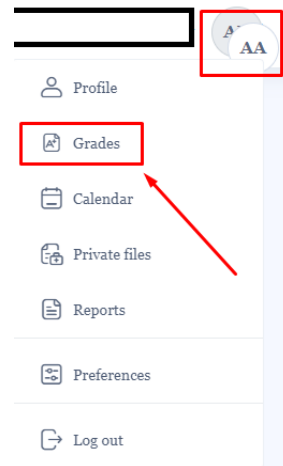 AA
Profile
Grades
Calendar
Private files
Reports
Preferences
Log out